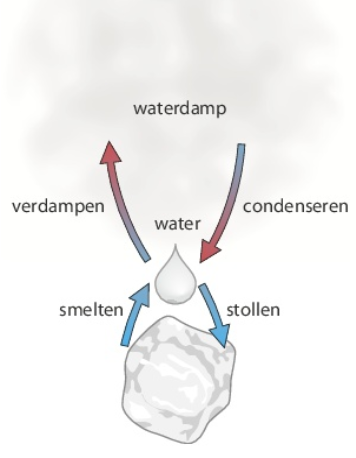 waterdamp
verdampen
condenseren
water
smelten
stollen